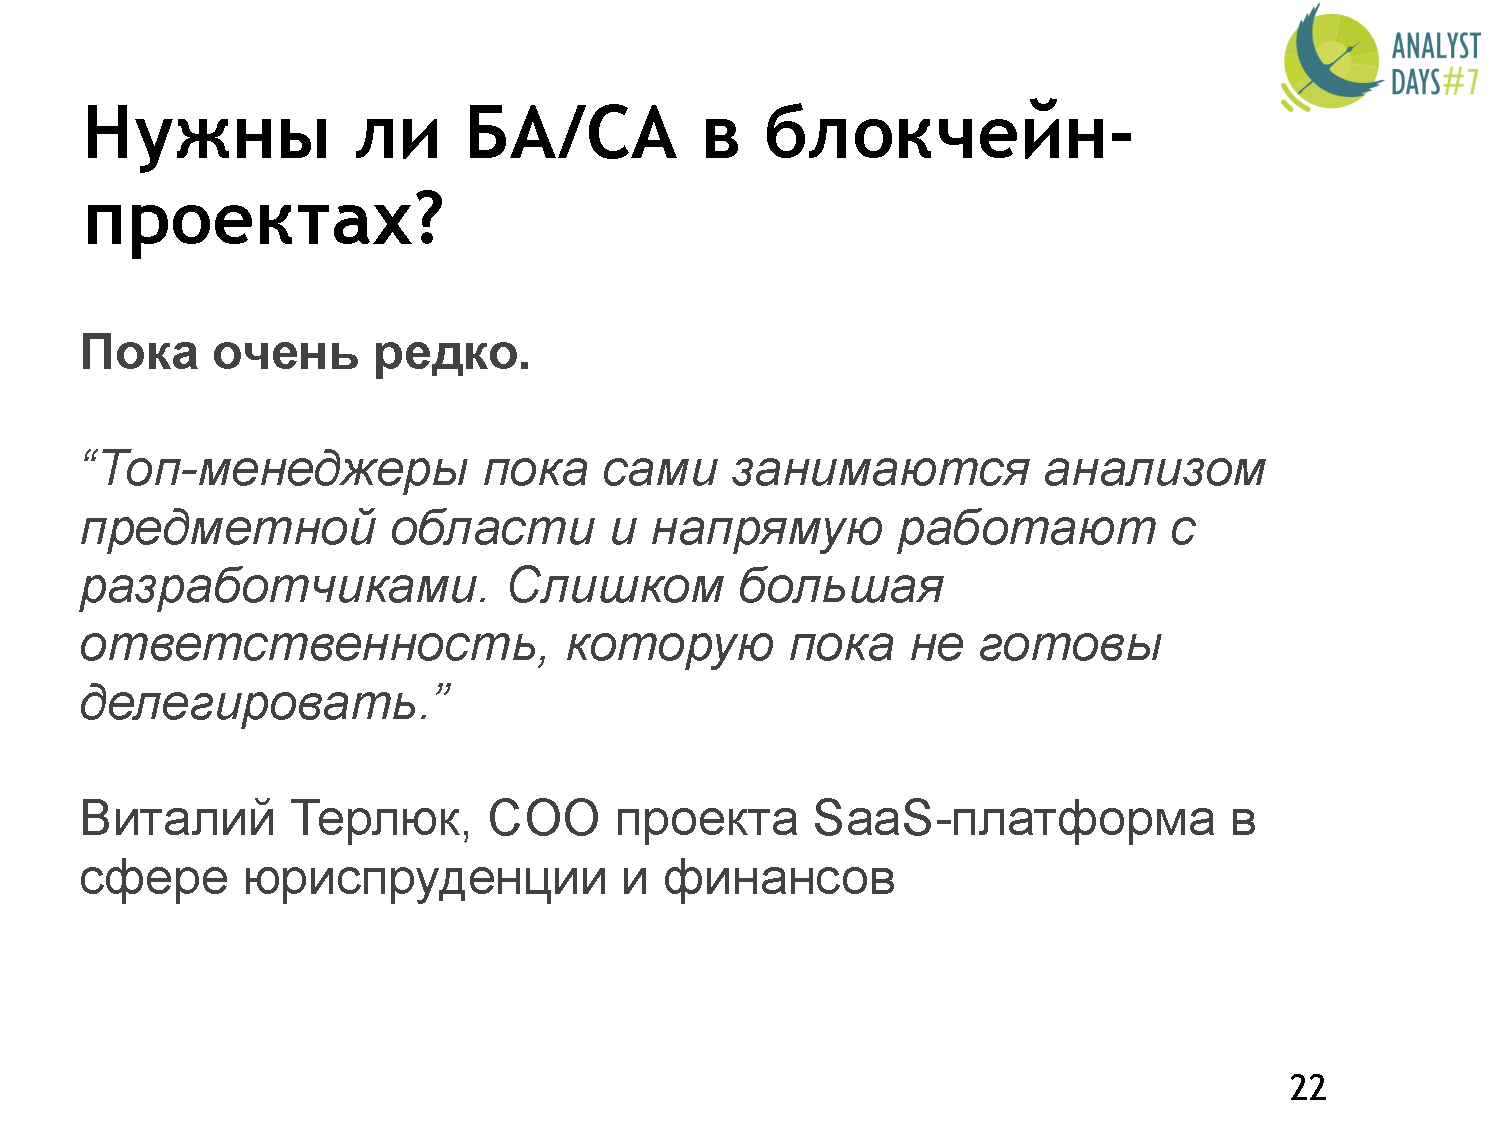 ANALYST
DAYS#7
Нужны ли БА/СА в блокчейн-
проектах?
Пока очень редко.
“Топ-менеджеры пока сами занимаются анализом
предметной области и напрямую работают с
разработчиками. Слишком большая
ответственность, которую пока не готовы
делегировать.”
Виталий Терлюк, COO проекта SaaS-платформа в
сфере юриспруденции и финансов
22